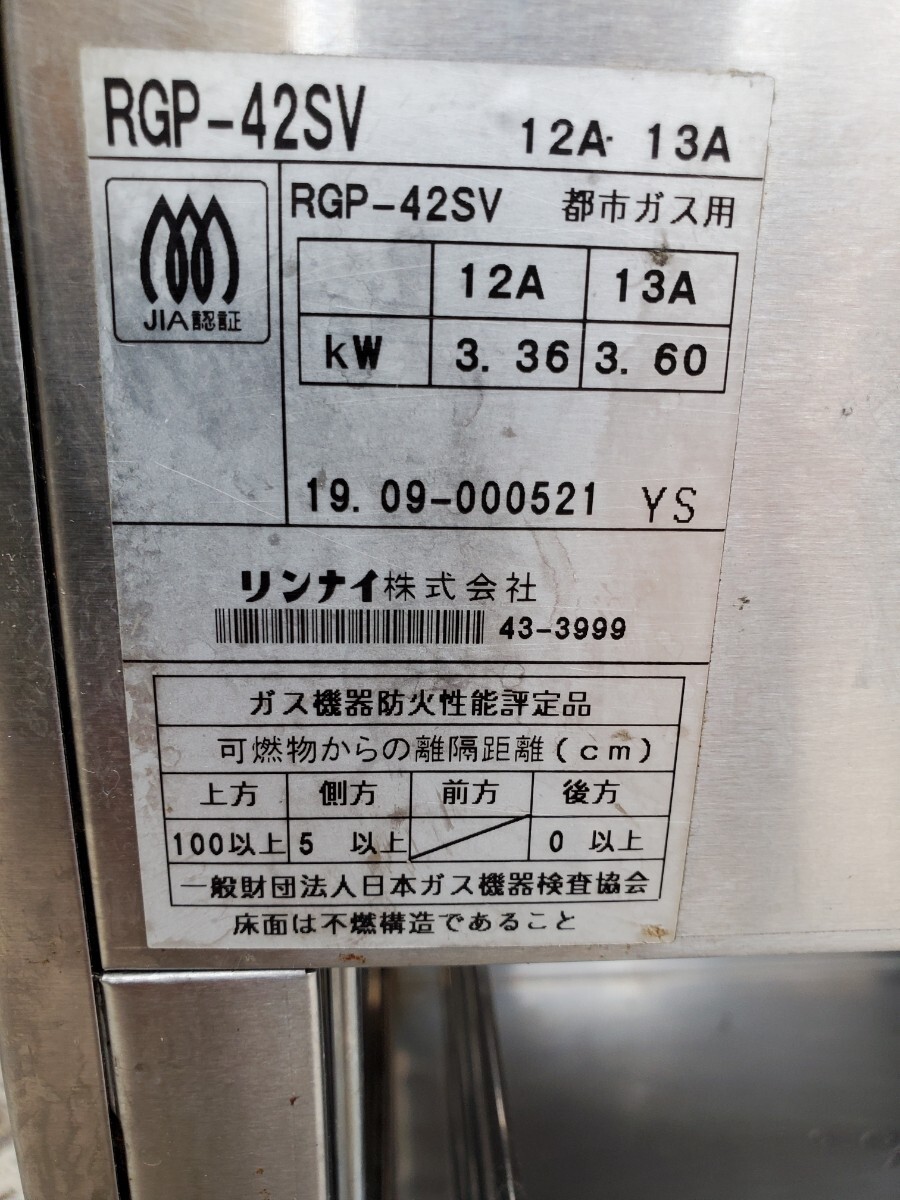 RGP-42SV 12A・13A
JIA認証
RGP-42SV 都市ガス用
12A 13A
kW 3.36 3.60
19.09-000521 YS
リンナイ株式会社
43-3999
ガス機器防火性能評定品
可燃物からの離隔距離(cm)
上方 側方 前方 後方
100以上 5 以上 0 以上
一般財団法人日本ガス機器検査協会
床面は不燃構造であること